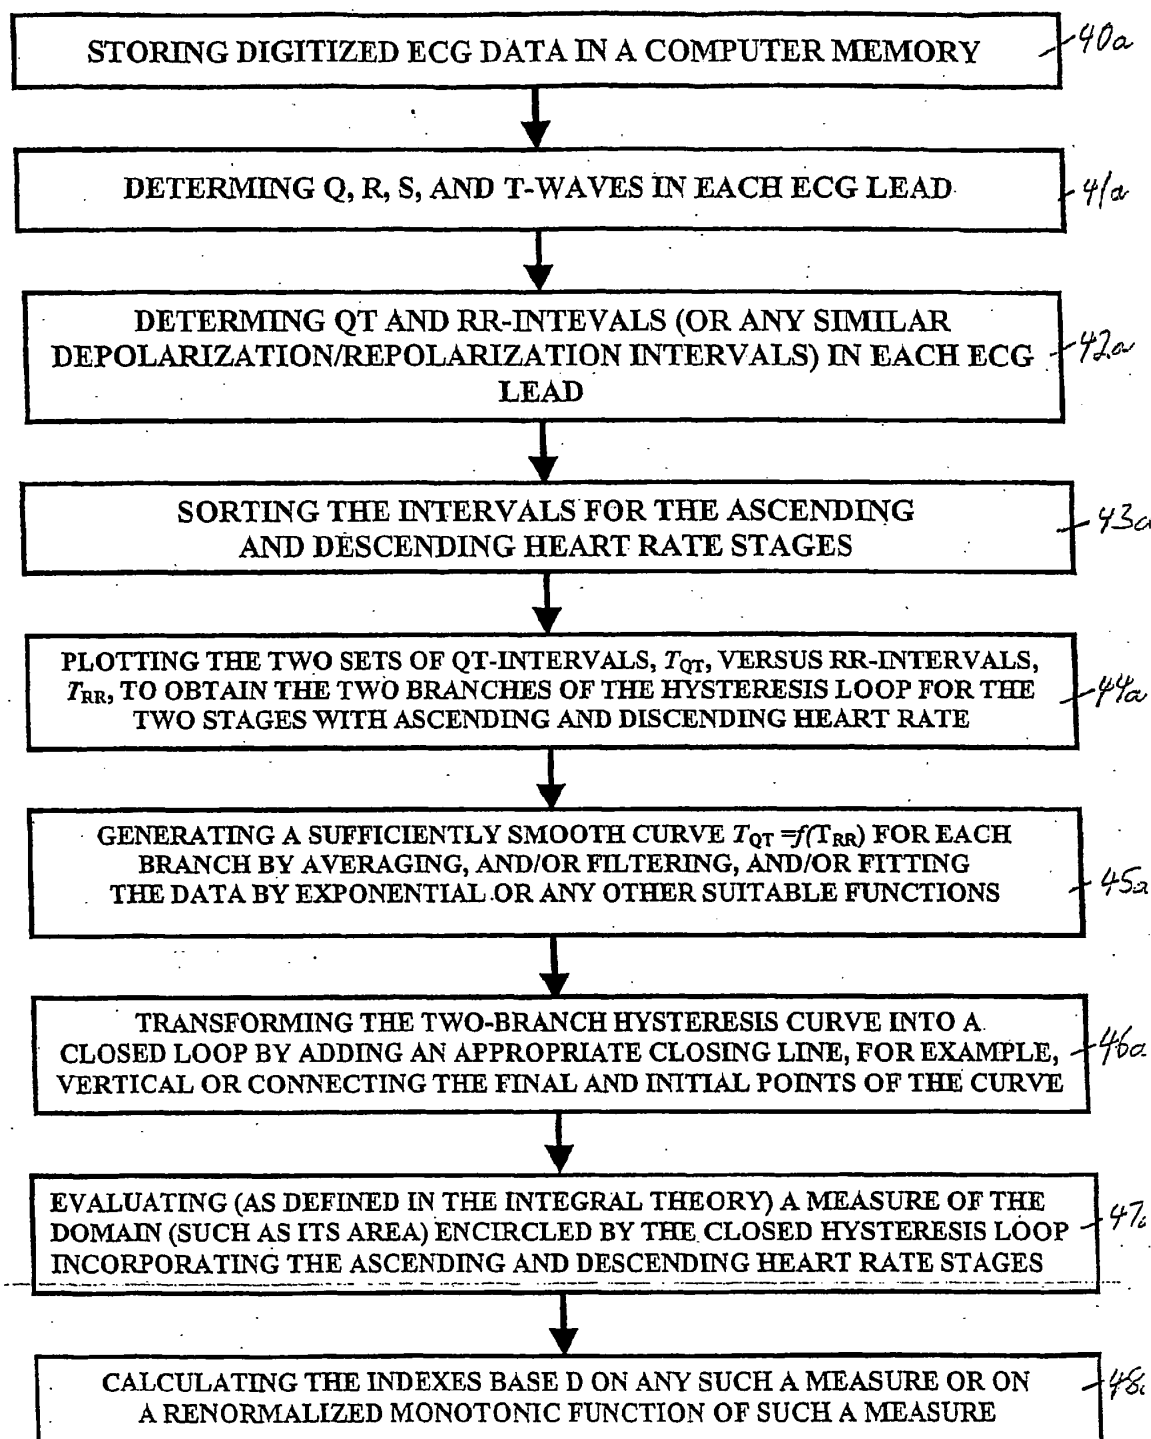 STORING DIGITIZED ECG DATA IN A COMPUTER MEMORY
40a
DETERMING Q, R, S, AND T-WAVES IN EACH ECG LEAD
41a
DETERMING QT AND RR-INTEVALS (OR ANY SIMILAR
DEPOLARIZATION/REPOLARIZATION INTERVALS) IN EACH ECG
LEAD
42a
SORTING THE INTERVALS FOR THE ASCENDING
AND DESCENDING HEART RATE STAGES
43a
PLOTTING THE TWO SETS OF QT-INTERVALS, TQT, VERSUS RR-INTERVALS,
TRR, TO OBTAIN THE TWO BRANCHES OF THE HYSTERESIS LOOP FOR THE
TWO STAGES WITH ASCENDING AND DISCENDING HEART RATE
44a
GENERATING A SUFFICIENTLY SMOOTH CURVE TQT =f(TRR) FOR EACH
BRANCH BY AVERAGING, AND/OR FILTERING, AND/OR FITTING
THE DATA BY EXPONENTIAL OR ANY OTHER SUITABLE FUNCTIONS
45a
TRANSFORMING THE TWO-BRANCH HYSTERESIS CURVE INTO A
CLOSED LOOP BY ADDING AN APPROPRIATE CLOSING LINE, FOR EXAMPLE,
VERTICAL OR CONNECTING THE FINAL AND INITIAL POINTS OF THE CURVE
46a
EVALUATING (AS DEFINED IN THE INTEGRAL THEORY) A MEASURE OF THE
DOMAIN (SUCH AS ITS AREA) ENCIRCLED BY THE CLOSED HYSTERESIS LOOP
INCORPORATING THE ASCENDING AND DESCENDING HEART RATE STAGES
47
CALCULATING THE INDEXES BASE D ON ANY SUCH A MEASURE OR ON
A RENORMALIZED MONOTONIC FUNCTION OF SUCH A MEASURE
48